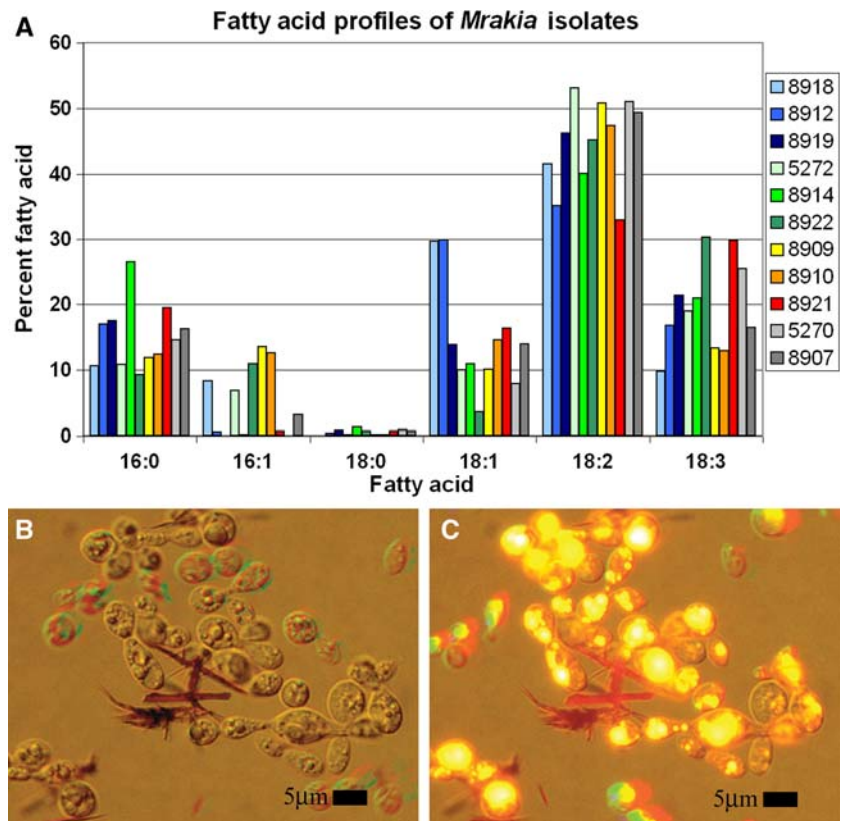 A
Fatty acid profiles of Mrakia isolates
Percent fatty acid
60
50
40
30
20
10
0
16:0 16:1 18:0 18:1 18:2 18:3
Fatty acid
8918
8912
8919
5272
8914
8922
8909
8910
8921
5270
8907
B
5μm
C
5μm